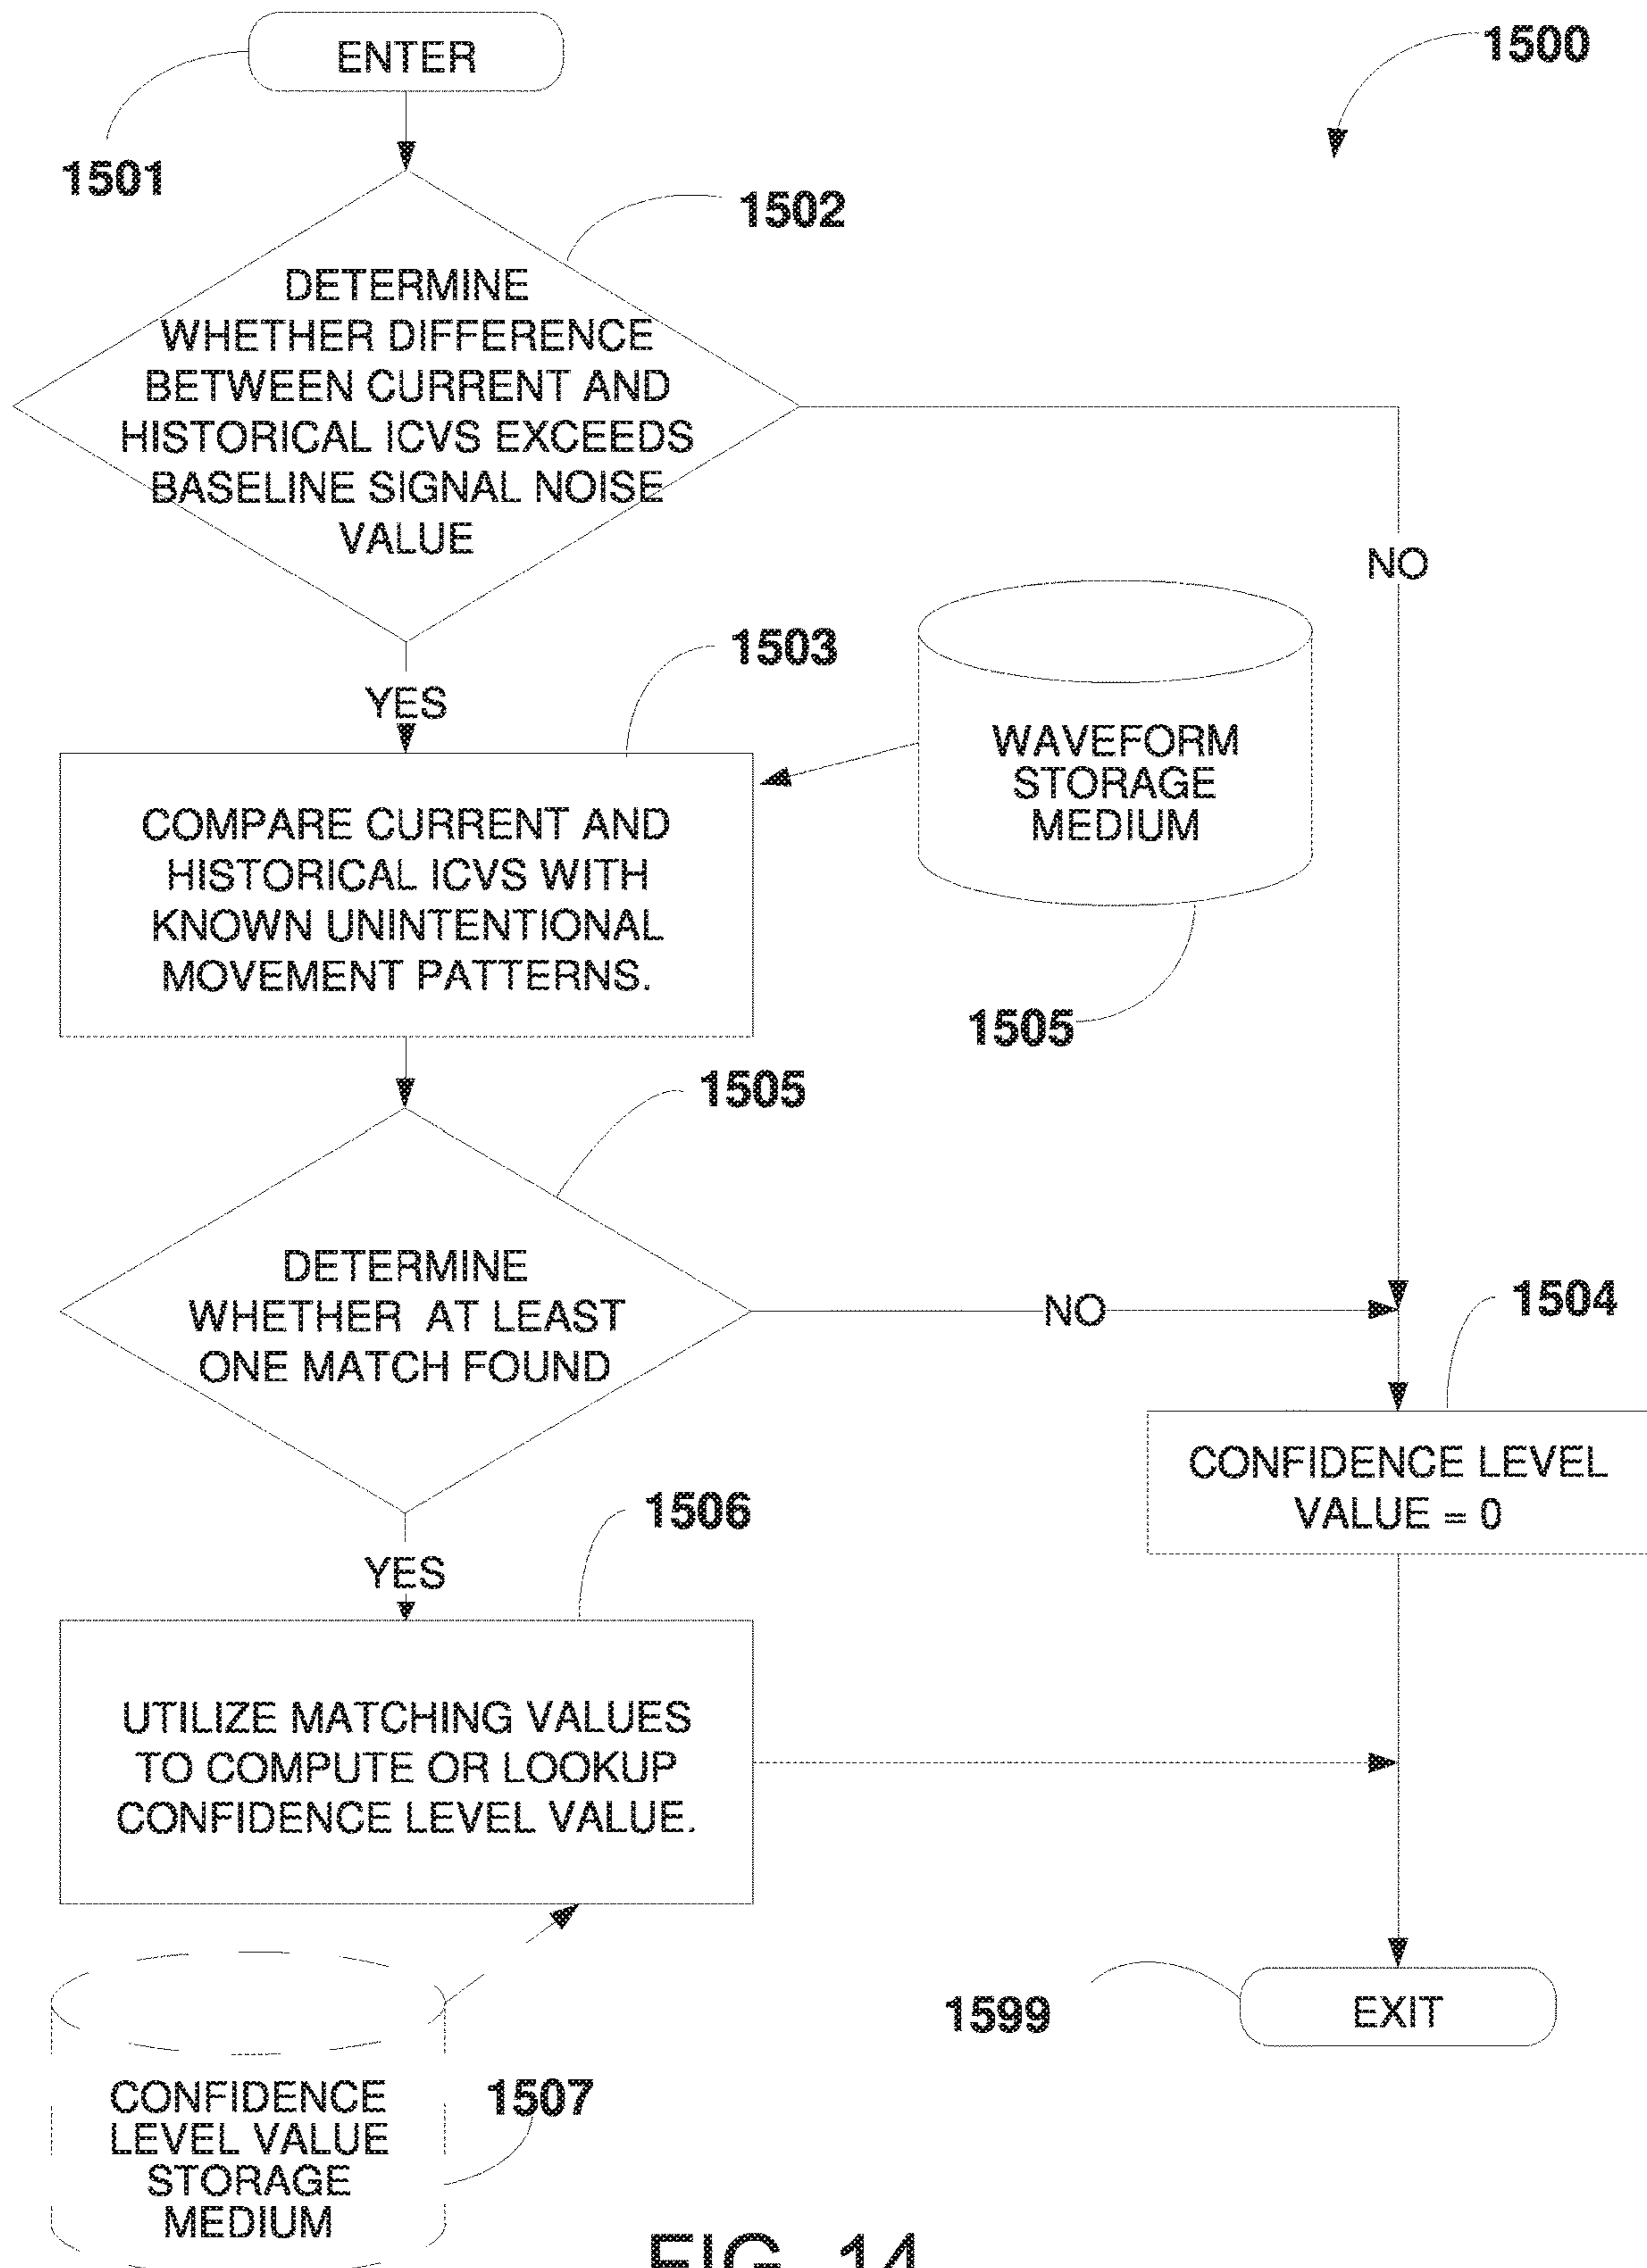 ENTER
1500
1501
1502
DETERMINE
WHETHER DIFFERENCE
BETWEEN CURRENT AND
HISTORICAL ICVS EXCEEDS
BASELINE SIGNAL NOISE
VALUE
NO
1503
YES
WAVEFORM
STORAGE
MEDIUM
COMPARE CURRENT AND
HISTORICAL ICVS WITH
KNOWN UNINTENTIONAL
MOVEMENT PATTERNS.
1505
1505
DETERMINE
WHETHER AT LEAST
ONE MATCH FOUND
NO
1504
CONFIDENCE LEVEL
VALUE = 0
1506
YES
UTILIZE MATCHING VALUES
TO COMPUTE OR LOOKUP
CONFIDENCE LEVEL VALUE.
1599
EXIT
CONFIDENCE
LEVEL VALUE
STORAGE
MEDIUM
1507
FIG. 14